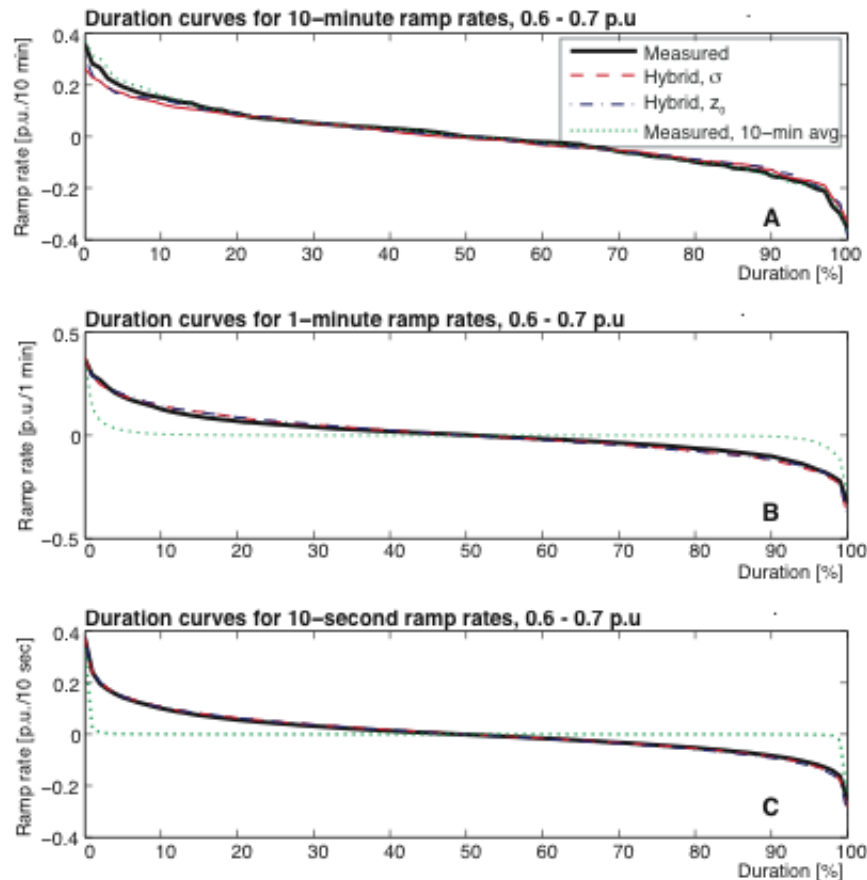 Duration curves for 10−minute ramp rates, 0.6 - 0.7 p.u
Ramp rate [p.u./10 min]
0.4
0.2
0
−0.2
−0.4
Measured
Hybrid, σ
Hybrid, z₀
Measured, 10−min avg
A
0 10 20 30 40 50 60 70 80 90 100
Duration [%]
Duration curves for 1−minute ramp rates, 0.6 - 0.7 p.u
Ramp rate [p.u./1 min]
0.5
0
−0.5
B
0 10 20 30 40 50 60 70 80 90 100
Duration [%]
Duration curves for 10−second ramp rates, 0.6 - 0.7 p.u
Ramp rate [p.u./10 sec]
0.4
0.2
0
−0.2
−0.4
C
0 10 20 30 40 50 60 70 80 90 100
Duration [%]